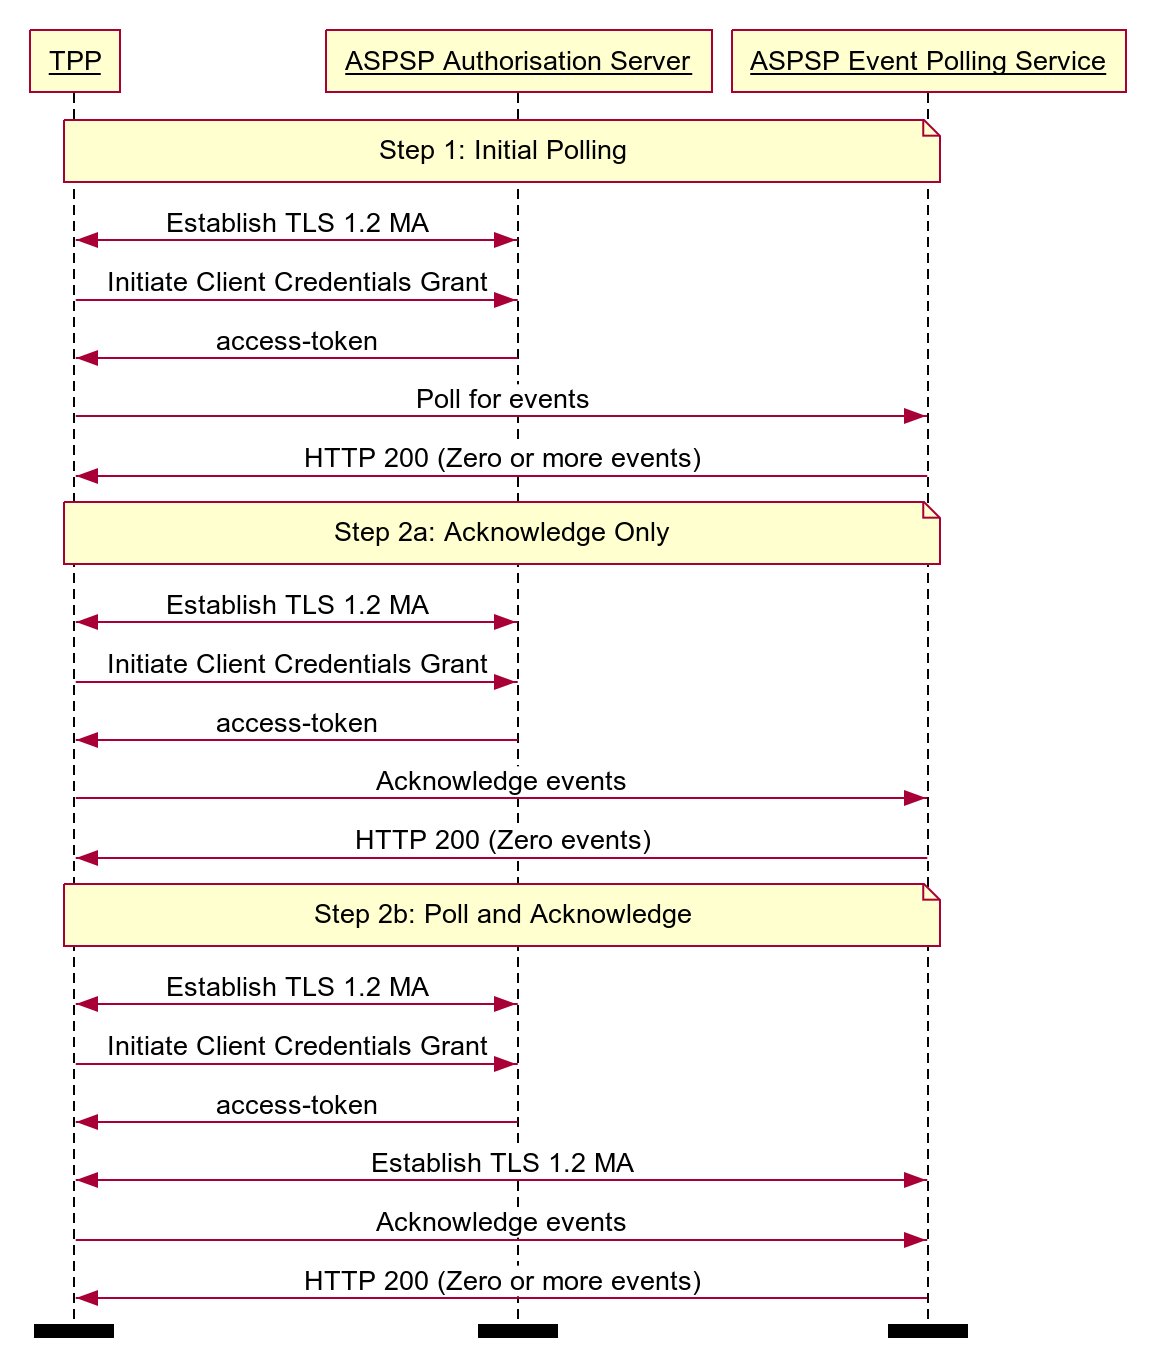 TPP
ASPSP Authorisation Server
ASPSP Event Polling Service
Step 1: Initial Polling
Establish TLS 1.2 MA
Initiate Client Credentials Grant
access-token
Poll for events
HTTP 200 (Zero or more events)
Step 2a: Acknowledge Only
Establish TLS 1.2 MA
Initiate Client Credentials Grant
access-token
Acknowledge events
HTTP 200 (Zero events)
Step 2b: Poll and Acknowledge
Establish TLS 1.2 MA
Initiate Client Credentials Grant
access-token
Establish TLS 1.2 MA
Acknowledge events
HTTP 200 (Zero or more events)